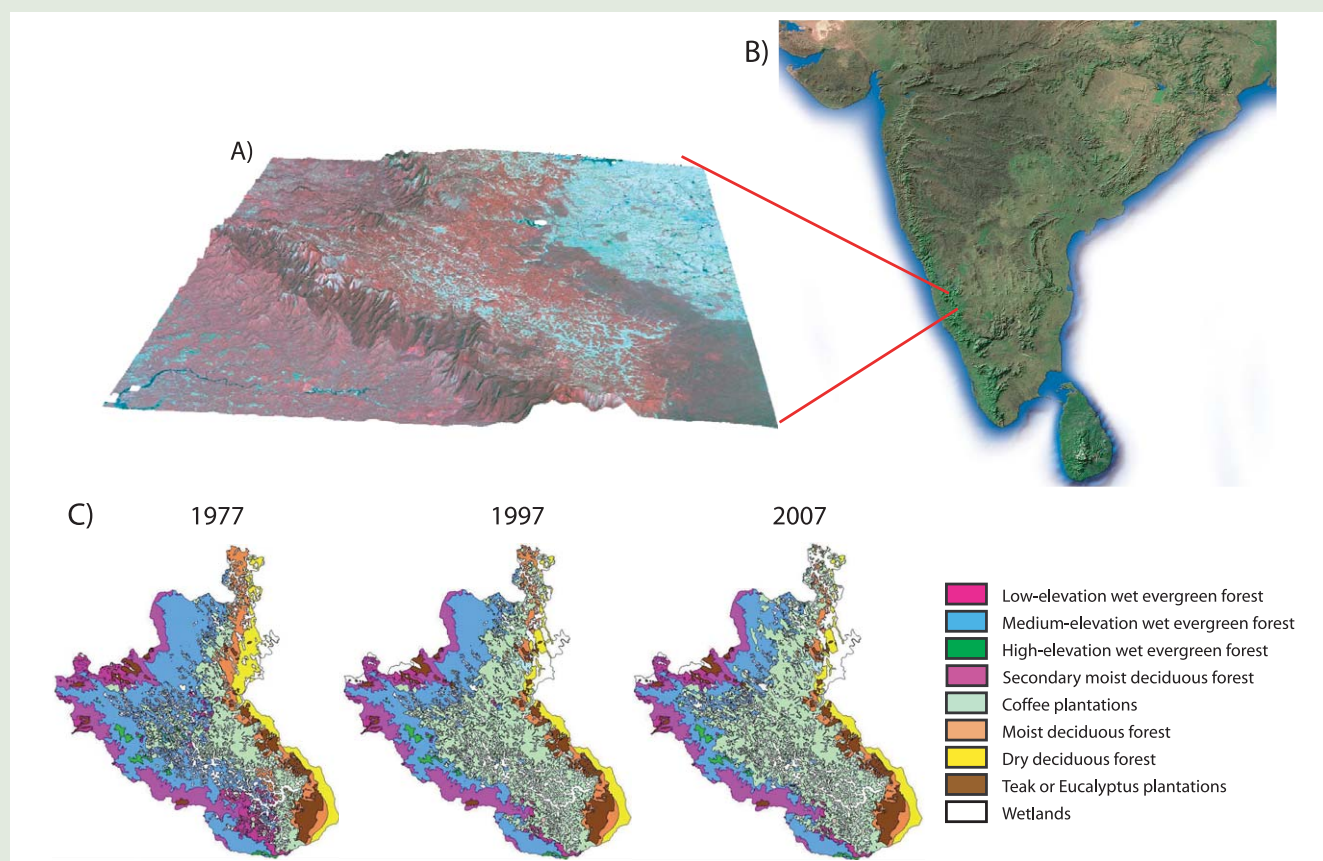 B)
A)
C) 1977 1997 2007
Low-elevation wet evergreen forest
Medium-elevation wet evergreen forest
High-elevation wet evergreen forest
Secondary moist deciduous forest
Coffee plantations
Moist deciduous forest
Dry deciduous forest
Teak or Eucalyptus plantations
Wetlands